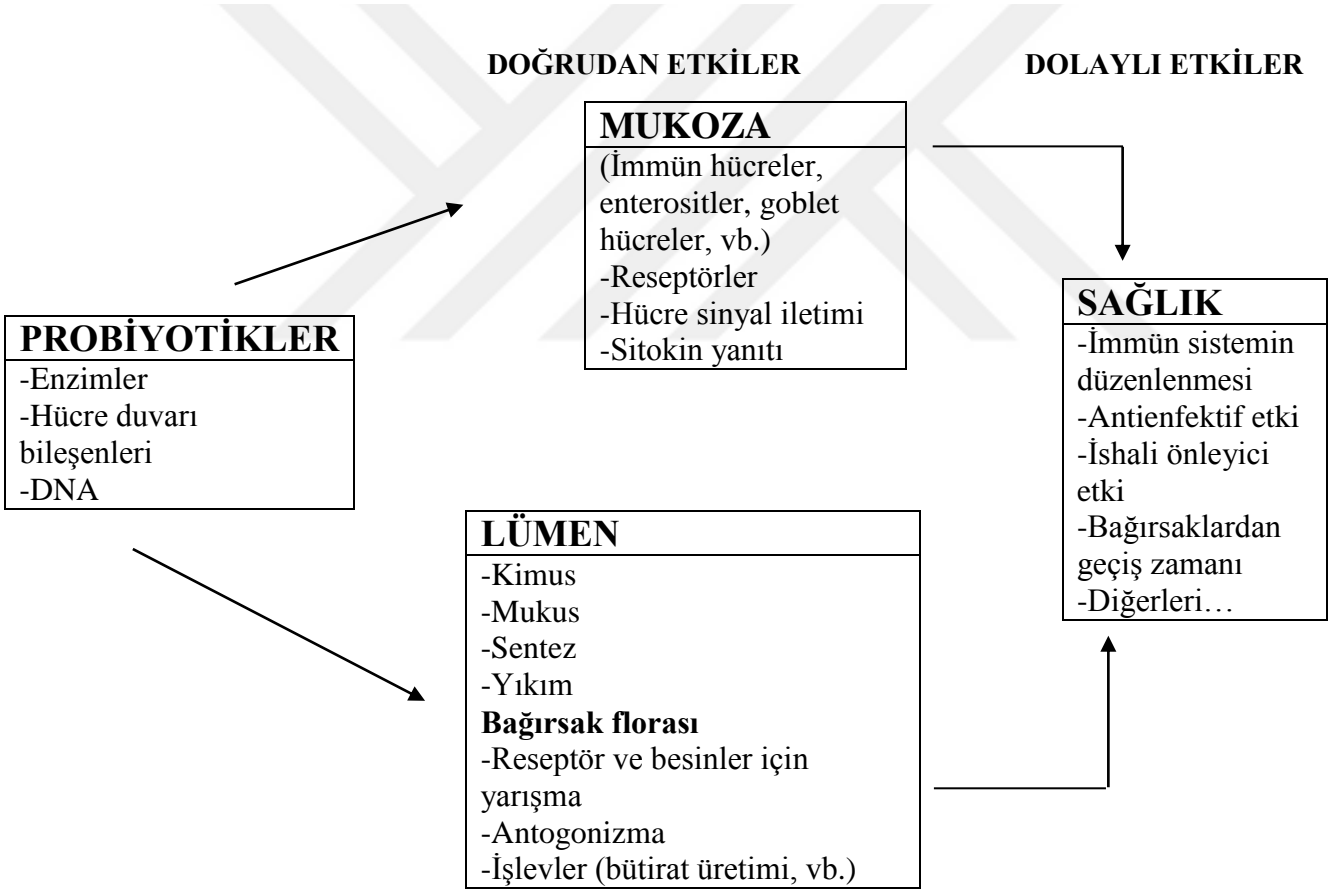 DOĞRUDAN ETKİLER
DOLAYLI ETKİLER
MUKOZA
(İmmün hücreler,
enterositler, goblet
hücreler, vb.)
-Reseptörler
-Hücre sinyal iletimi
-Sitokin yanıtı
PROBİYOTİKLER
-Enzimler
-Hücre duvarı
bileşenleri
-DNA
LÜMEN
-Kimus
-Mukus
-Sentez
-Yıkım
Bağırsak florası
-Reseptör ve besinler için
yarışma
-Antogonizma
-İşlevler (bütirat üretimi, vb.)
SAĞLIK
-İmmün sistemin
düzenlenmesi
-Antienfektif etki
-İshali önleyici
etki
-Bağırsaklardan
geçiş zamanı
-Diğerleri…